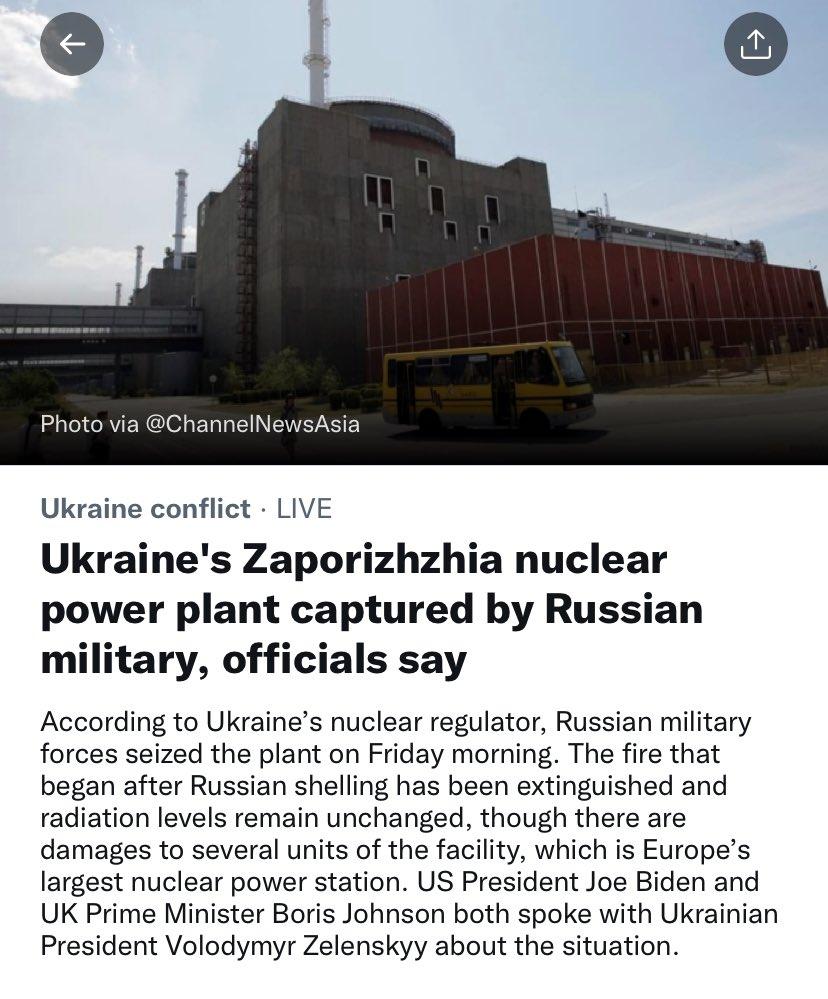 Photo via @ChannelNewsAsia
Ukraine conflict · LIVE
Ukraine's Zaporizhzhia nuclear
power plant captured by Russian
military, officials say
According to Ukraine’s nuclear regulator, Russian military
forces seized the plant on Friday morning. The fire that
began after Russian shelling has been extinguished and
radiation levels remain unchanged, though there are
damages to several units of the facility, which is Europe’s
largest nuclear power station. US President Joe Biden and
UK Prime Minister Boris Johnson both spoke with Ukrainian
President Volodymyr Zelenskyy about the situation.